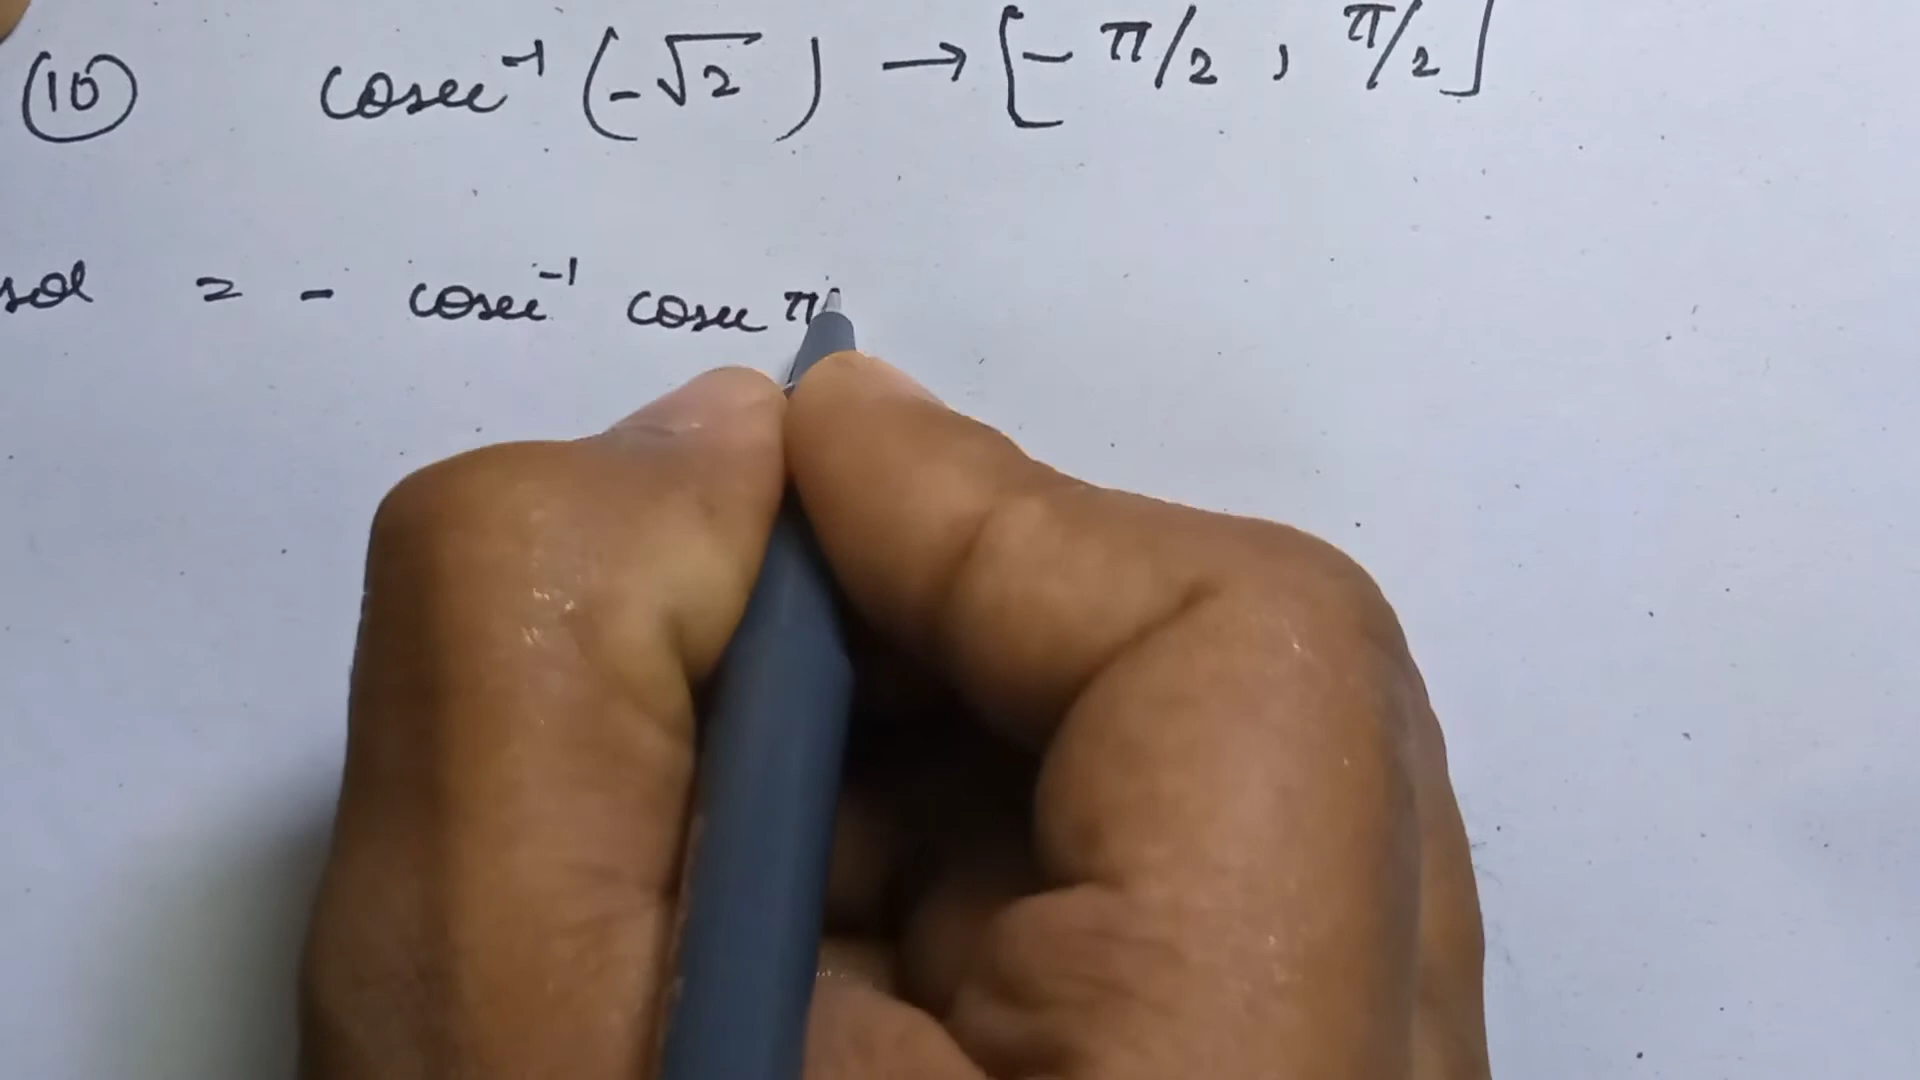 (10) cosec⁻¹ (-√2) → [- π/2 , π/2]
sol = - cosec⁻¹ cosec π